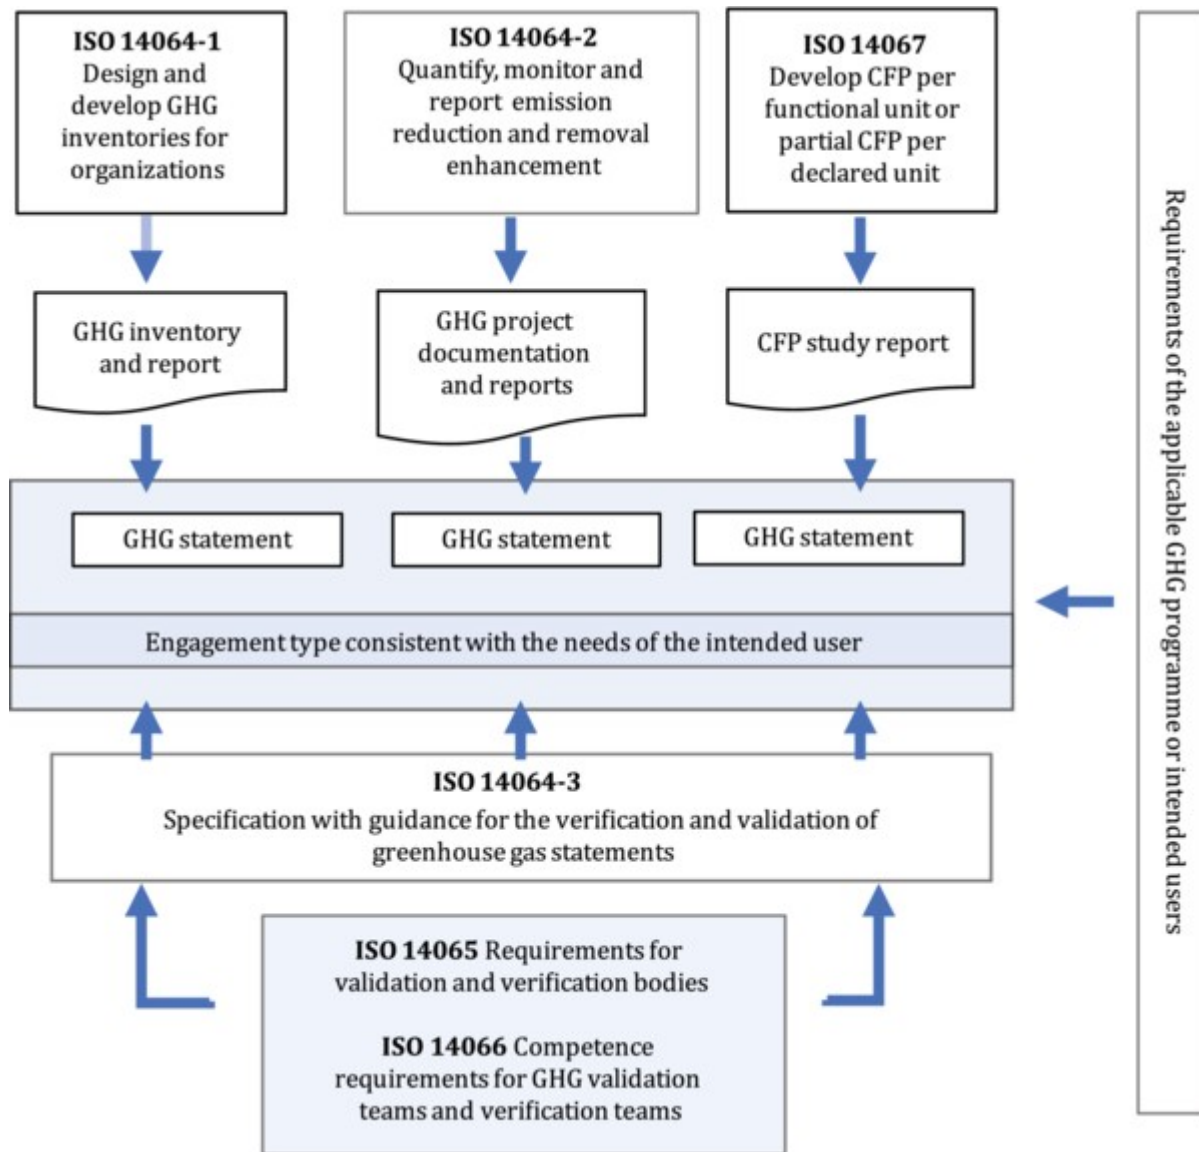 ISO 14064-1
Design and
develop GHG
inventories for
organizations
ISO 14064-2
Quantify, monitor and
report emission
reduction and removal
enhancement
ISO 14067
Develop CFP per
functional unit or
partial CFP per
declared unit
GHG inventory
and report
GHG project
documentation
and reports
CFP study report
GHG statement
GHG statement
GHG statement
Engagement type consistent with the needs of the intended user
ISO 14064-3
Specification with guidance for the verification and validation of
greenhouse gas statements
ISO 14065 Requirements for
validation and verification bodies
ISO 14066 Competence
requirements for GHG validation
teams and verification teams
Requirements of the applicable GHG programme or intended users